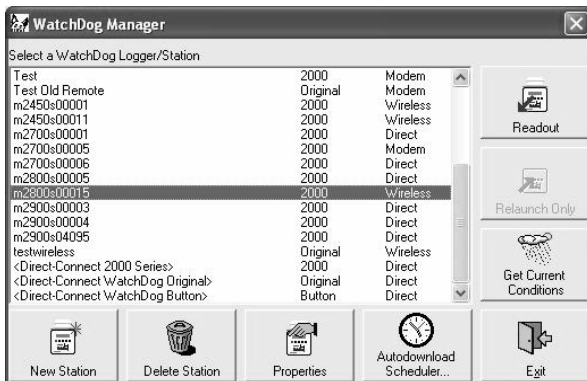 WatchDog Manager
Select a WatchDog Logger/Station
Test 2000 Modem
Test Old Remote Original Modem
m2450s00001 2000 Wireless
m2450s00011 2000 Wireless
m2700s00001 2000 Direct
m2700s00005 2000 Modem
m2700s00006 2000 Direct
m2800s00005 2000 Direct
m2800s00015 2000 Wireless
m2900s00003 2000 Direct
m2900s00004 2000 Direct
m2900s04095 2000 Direct
testwireless Original Wireless
<Direct-Connect 2000 Series> 2000 Direct
<Direct-Connect WatchDog Original> Original Direct
<Direct-Connect WatchDog Button> Button Direct
Readout
Relaunch Only
Get Current
Conditions
New Station
Delete Station
Properties
Autodownload
Scheduler...
Exit